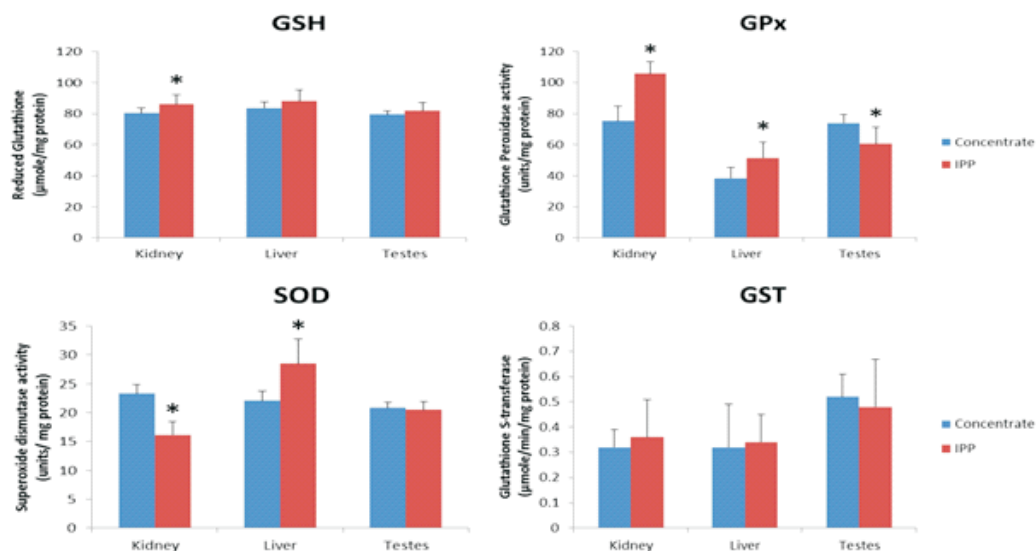 GSH
Reduced Glutathione
(µmole/mg protein)
120
100
80
60
40
20
0
*
Kidney Liver Testes
GPx
Glutathione Peroxidase activity
(units/mg protein)
120
100
80
60
40
20
0
*
*
*
Kidney Liver Testes
Concentrate
IPP
SOD
Superoxide dismutase activity
(units/ mg protein)
35
30
25
20
15
10
5
0
*
*
Kidney Liver Testes
GST
Glutathione S-transferase
(µmole/min/mg protein)
0.8
0.7
0.6
0.5
0.4
0.3
0.2
0.1
0
Kidney Liver Testes
Concentrate
IPP